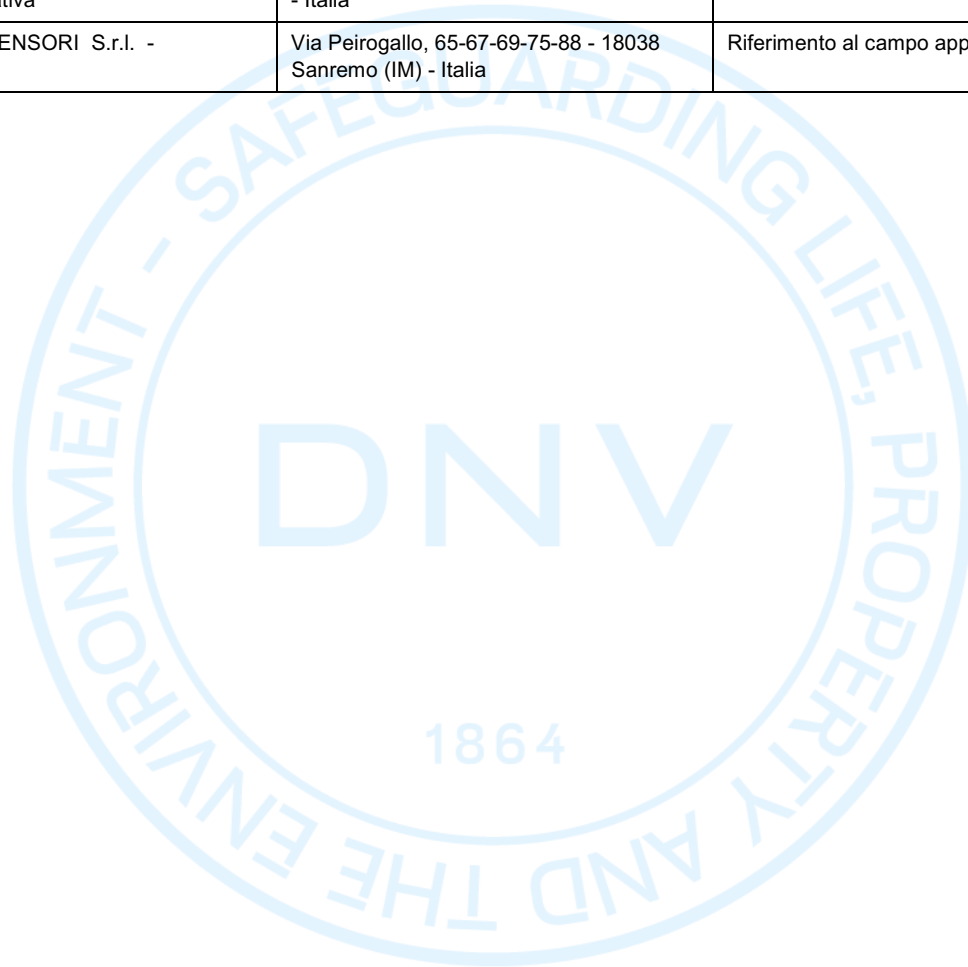 - Italia
ENSORI S.r.l. -
Via Peirogallo, 65-67-69-75-88 - 18038
Sanremo (IM) - Italia
Riferimento al campo app
SAFEGUARDING LIFE, PROPERTY AND THE ENVIRONMENT -
DNV
1864